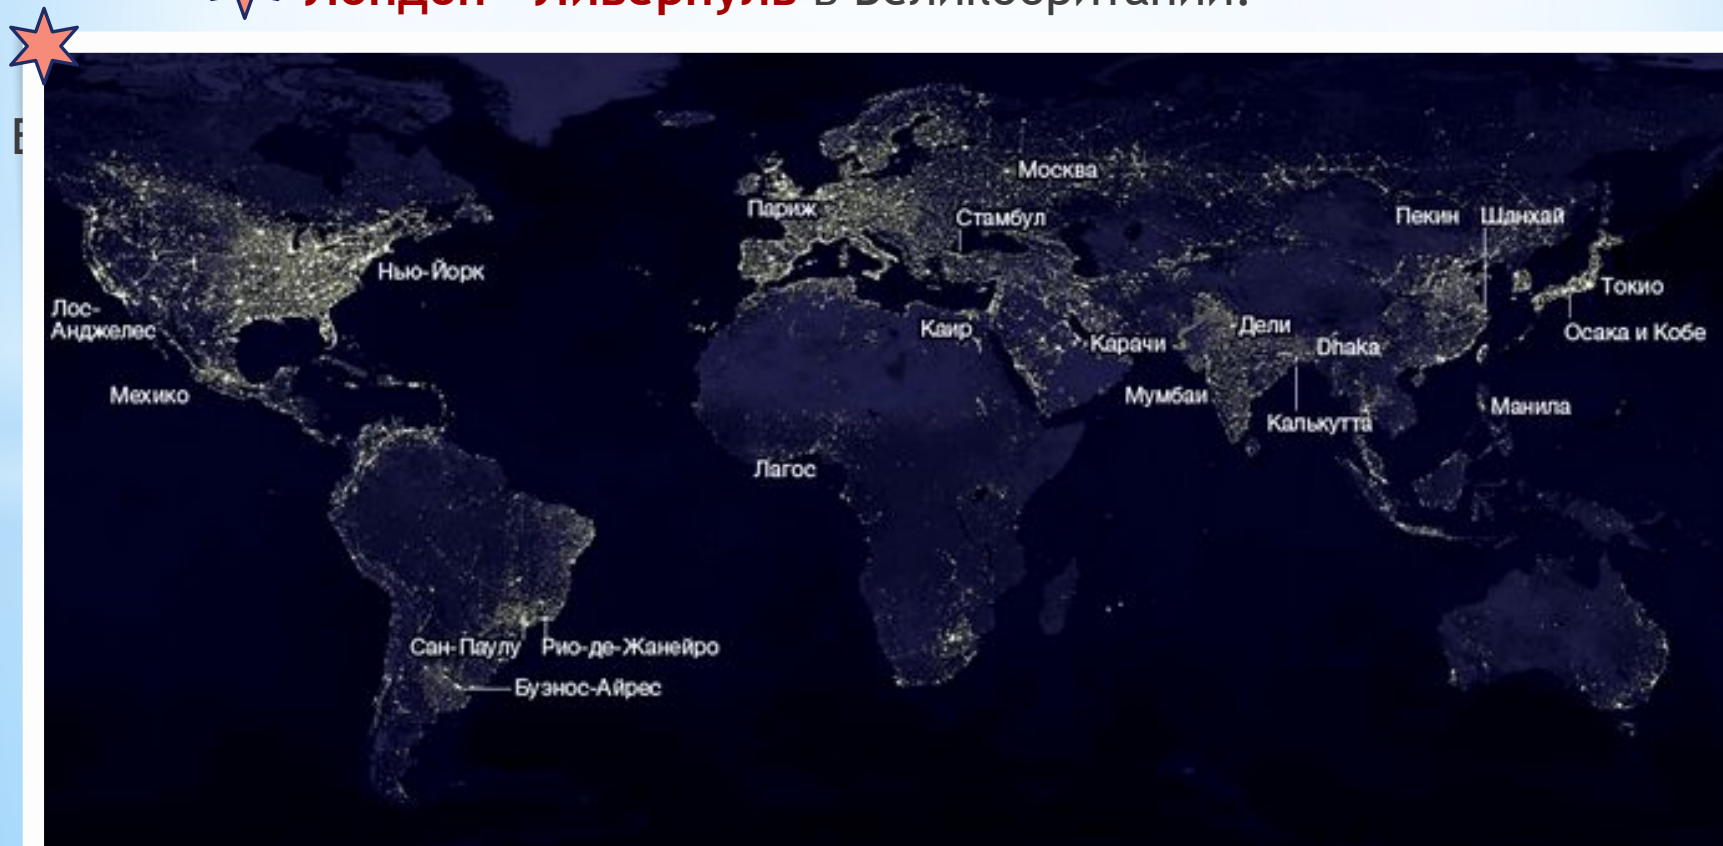 Лондон - Ливерпуль в Великобритании.
Москва
Париж
Стамбул
Пекин Шанхай
Нью-Йорк
Токио
Лос-
Анджелес
Каир
Дели
Осака и Кобе
Карачи
Dhaka
Мехико
Мумбаи
Манила
Калькутта
Лагос
Сан-Паулу Рио-де-Жанейро
Буэнос-Айрес